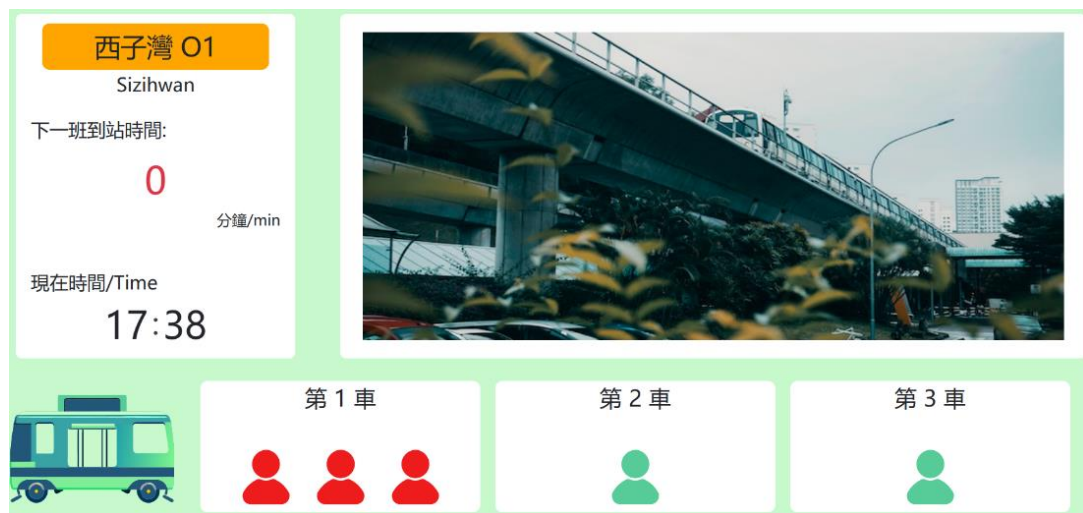 西子灣 O1
Sizihwan
下一班到站時間:
0
分鐘/min
現在時間/Time
17:38
第 1 車
第 2 車
第 3 車